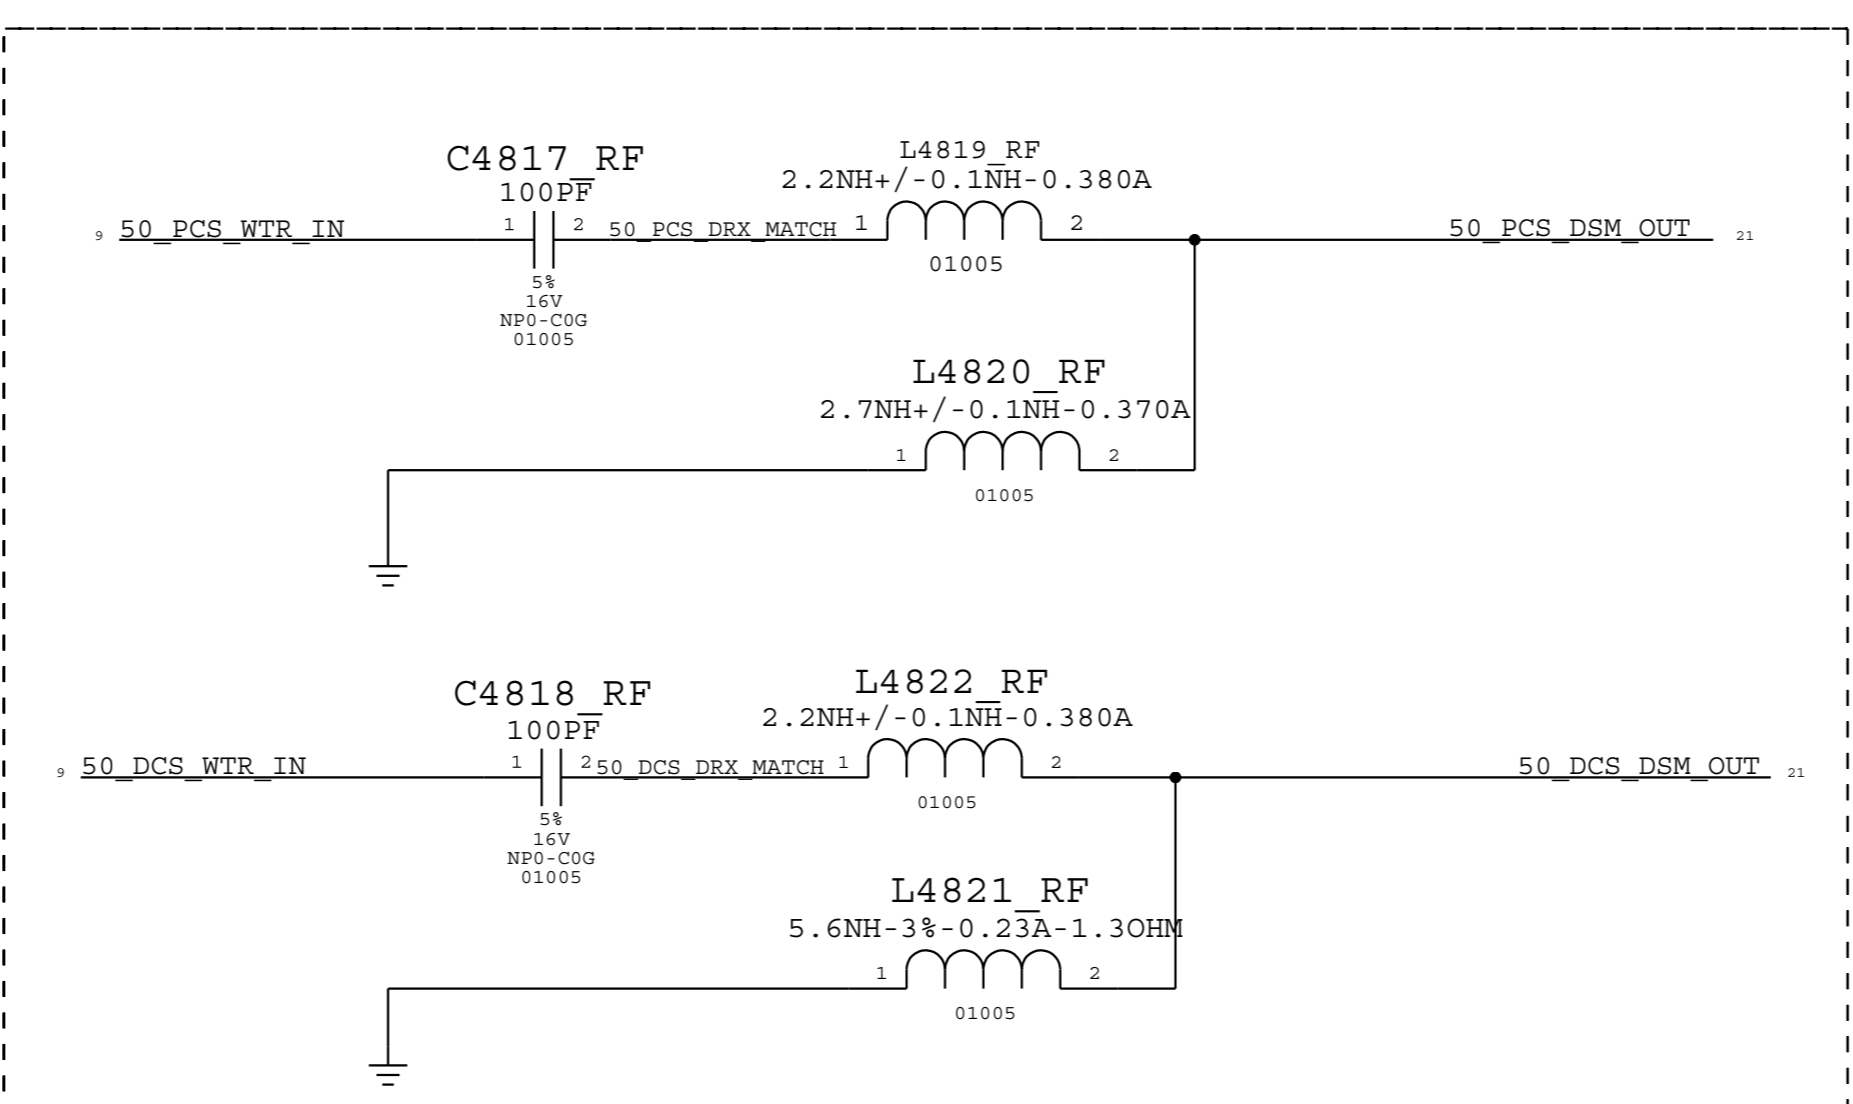 C4817_RF
100PF
L4819_RF
2.2NH+/-0.1NH-0.380A
9 50_PCS_WTR_IN 1 2 50_PCS_DRX_MATCH 1 2 50_PCS_DSM_OUT 21
01005
5%
16V
NP0-C0G
01005
L4820_RF
2.7NH+/-0.1NH-0.370A
1 2
01005
C4818_RF
100PF
L4822_RF
2.2NH+/-0.1NH-0.380A
9 50_DCS_WTR_IN 1 2 50_DCS_DRX_MATCH 1 2 50_DCS_DSM_OUT 21
01005
5%
16V
NP0-C0G
01005
L4821_RF
5.6NH-3%-0.23A-1.3OHM
1 2
01005